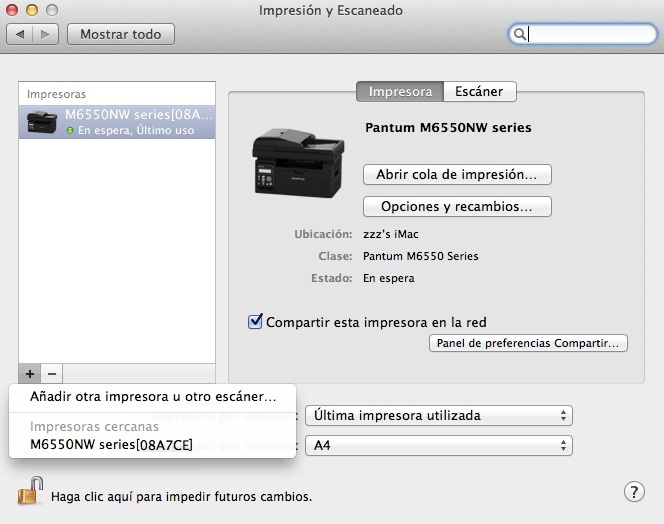 Impresión y Escaneado
Mostrar todo
Impresoras
M6550NW series[08A...
En espera, Último uso
Impresora
Escáner
Pantum M6550NW series
Abrir cola de impresión...
Opciones y recambios...
Ubicación: zzz's iMac
Clase: Pantum M6550 Series
Estado: En espera
Compartir esta impresora en la red
Panel de preferencias Compartir...
+ −
Añadir otra impresora u otro escáner...
Impresoras cercanas
M6550NW series[08A7CE]
Última impresora utilizada
A4
Haga clic aquí para impedir futuros cambios.
?